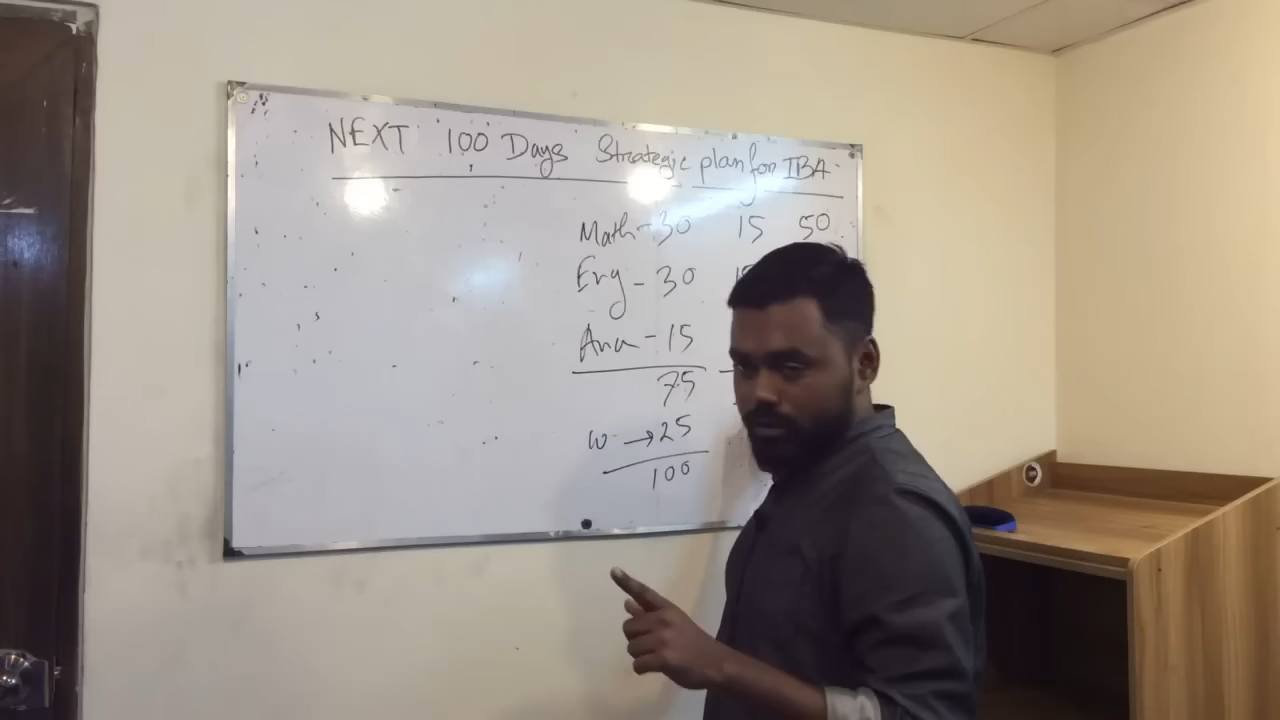 NEXT 100 Days Strategic plan for IBA
Math - 30 15 50
Eng - 30
Ana - 15
75
W → 25
100